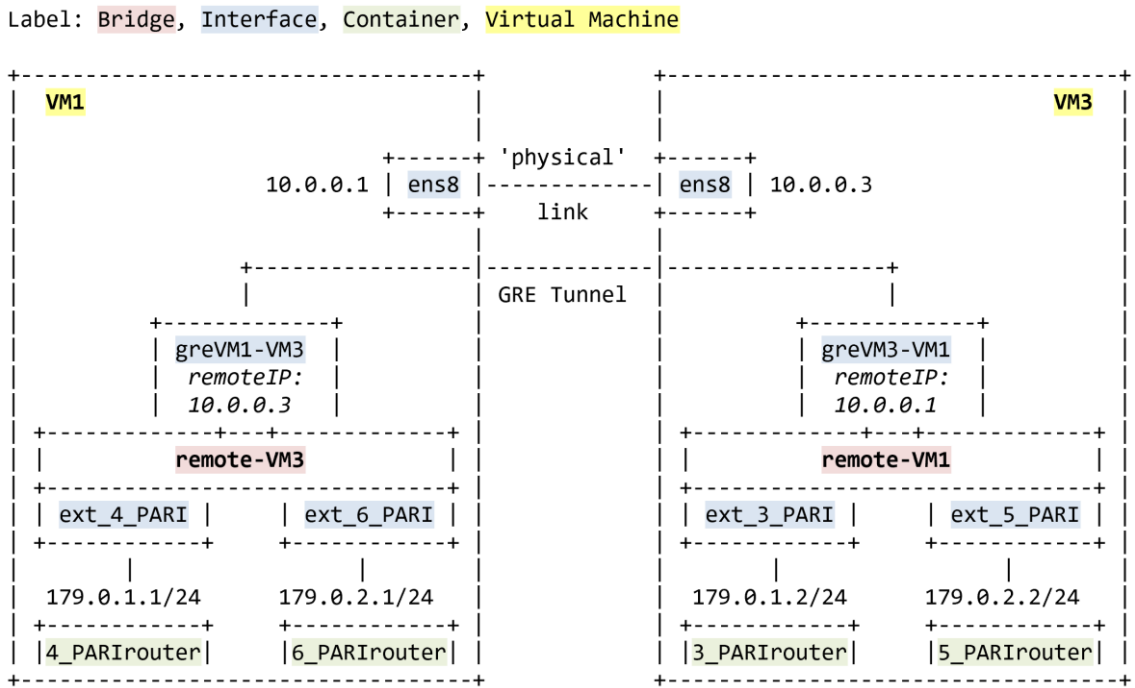 Label: Bridge, Interface, Container, Virtual Machine
VM1 VM3
'physical'
10.0.0.1 ens8 ens8 10.0.0.3
link
GRE Tunnel
greVM1-VM3 greVM3-VM1
remoteIP: remoteIP:
10.0.0.3 10.0.0.1
remote-VM3 remote-VM1
ext_4_PARI ext_6_PARI ext_3_PARI ext_5_PARI
179.0.1.1/24 179.0.2.1/24 179.0.1.2/24 179.0.2.2/24
4_PARIrouter 6_PARIrouter 3_PARIrouter 5_PARIrouter